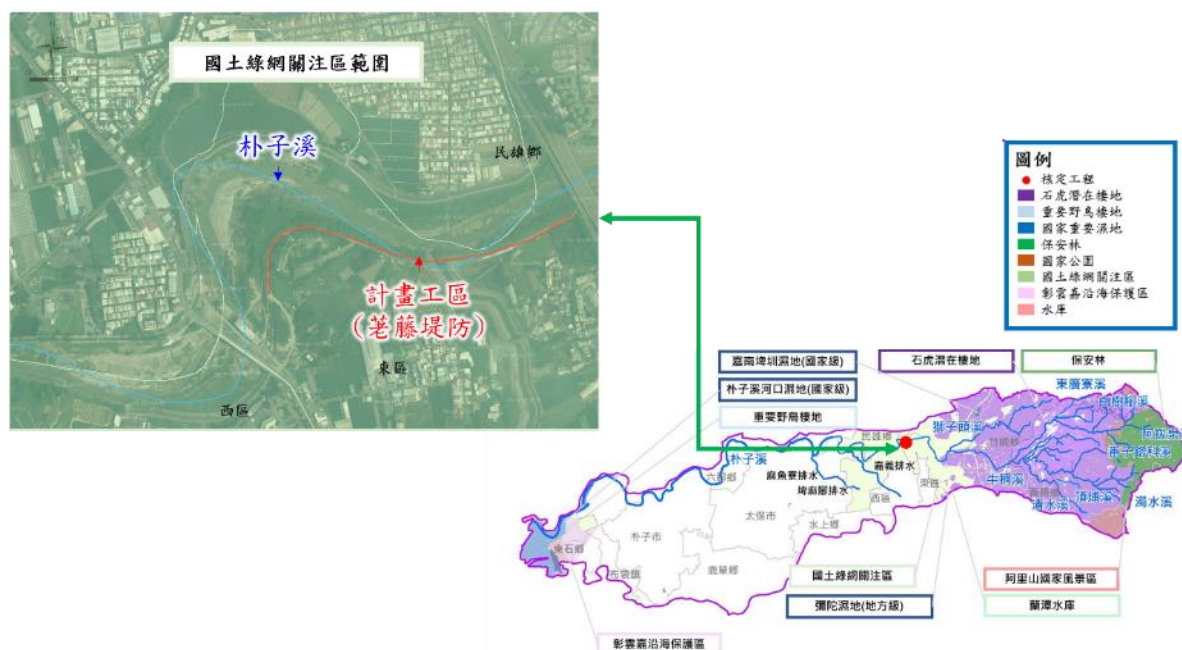 國土綠網關注區範圍
朴子溪
民雄鄉
計畫工區
(荖藤堤防)
東區
西區
圖例
核定工程
石虎潛在棲地
重要野鳥棲地
國家重要濕地
保安林
國家公園
國土綠網關注區
彰雲嘉沿海保護區
水庫
嘉南埤圳濕地(國家級)
石虎潛在棲地
保安林
朴子溪河口濕地(國家級)
東廣寮溪
重要野鳥棲地
獅子頭溪
民雄鄉
竹崎鄉
朴子溪
嘉義排水
麻魚寮排水
六腳鄉
埤麻腳排水
牛稠溪
西區
東區
清水溪
濁水溪
太保市
水上鄉
朴子市
東石鄉
布袋鎮
鹿草鄉
國土綠網關注區
阿里山國家風景區
彌陀濕地(地方級)
蘭潭水庫
彰雲嘉沿海保護區